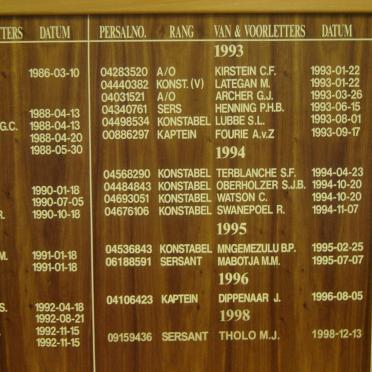 TTERS DATUM PERSALNO. RANG VAN & VOORLETTERS DATUM
1993
1986-03-10 04283520 A/O KIRSTEIN C.F. 1993-01-22
04440382 KONST.(V) LATEGAN M. 1993-01-22
04031521 A/O ARCHER G.J. 1993-03-26
1988-04-13 04340761 SERS HENNING P.H.B. 1993-06-15
G.C. 1988-04-13 04498534 KONSTABEL LUBBE S.L. 1993-08-01
1988-04-20 00886297 KAPTEIN FOURIE A.v.Z 1993-09-17
1988-05-30
1994
04568290 KONSTABEL TERBLANCHE S.F. 1994-04-23
1990-01-18 04484843 KONSTABEL OBERHOLZER S.J.B. 1994-10-20
1990-07-05 04693051 KONSTABEL WATSON C. 1994-10-20
R. 1990-10-18 04676106 KONSTABEL SWANEPOEL R. 1994-11-07
1995
M. 1991-01-18 04536843 KONSTABEL MNGEMEZULU B.P. 1995-02-25
1991-01-18 06188591 SERSANT MABOTJA M.M. 1995-07-07
1996
S. 1992-04-18 04106423 KAPTEIN DIPPENAAR J. 1996-08-05
1992-08-21
1998
1992-11-15 09159436 SERSANT THOLO M.J. 1998-12-13
1992-11-15